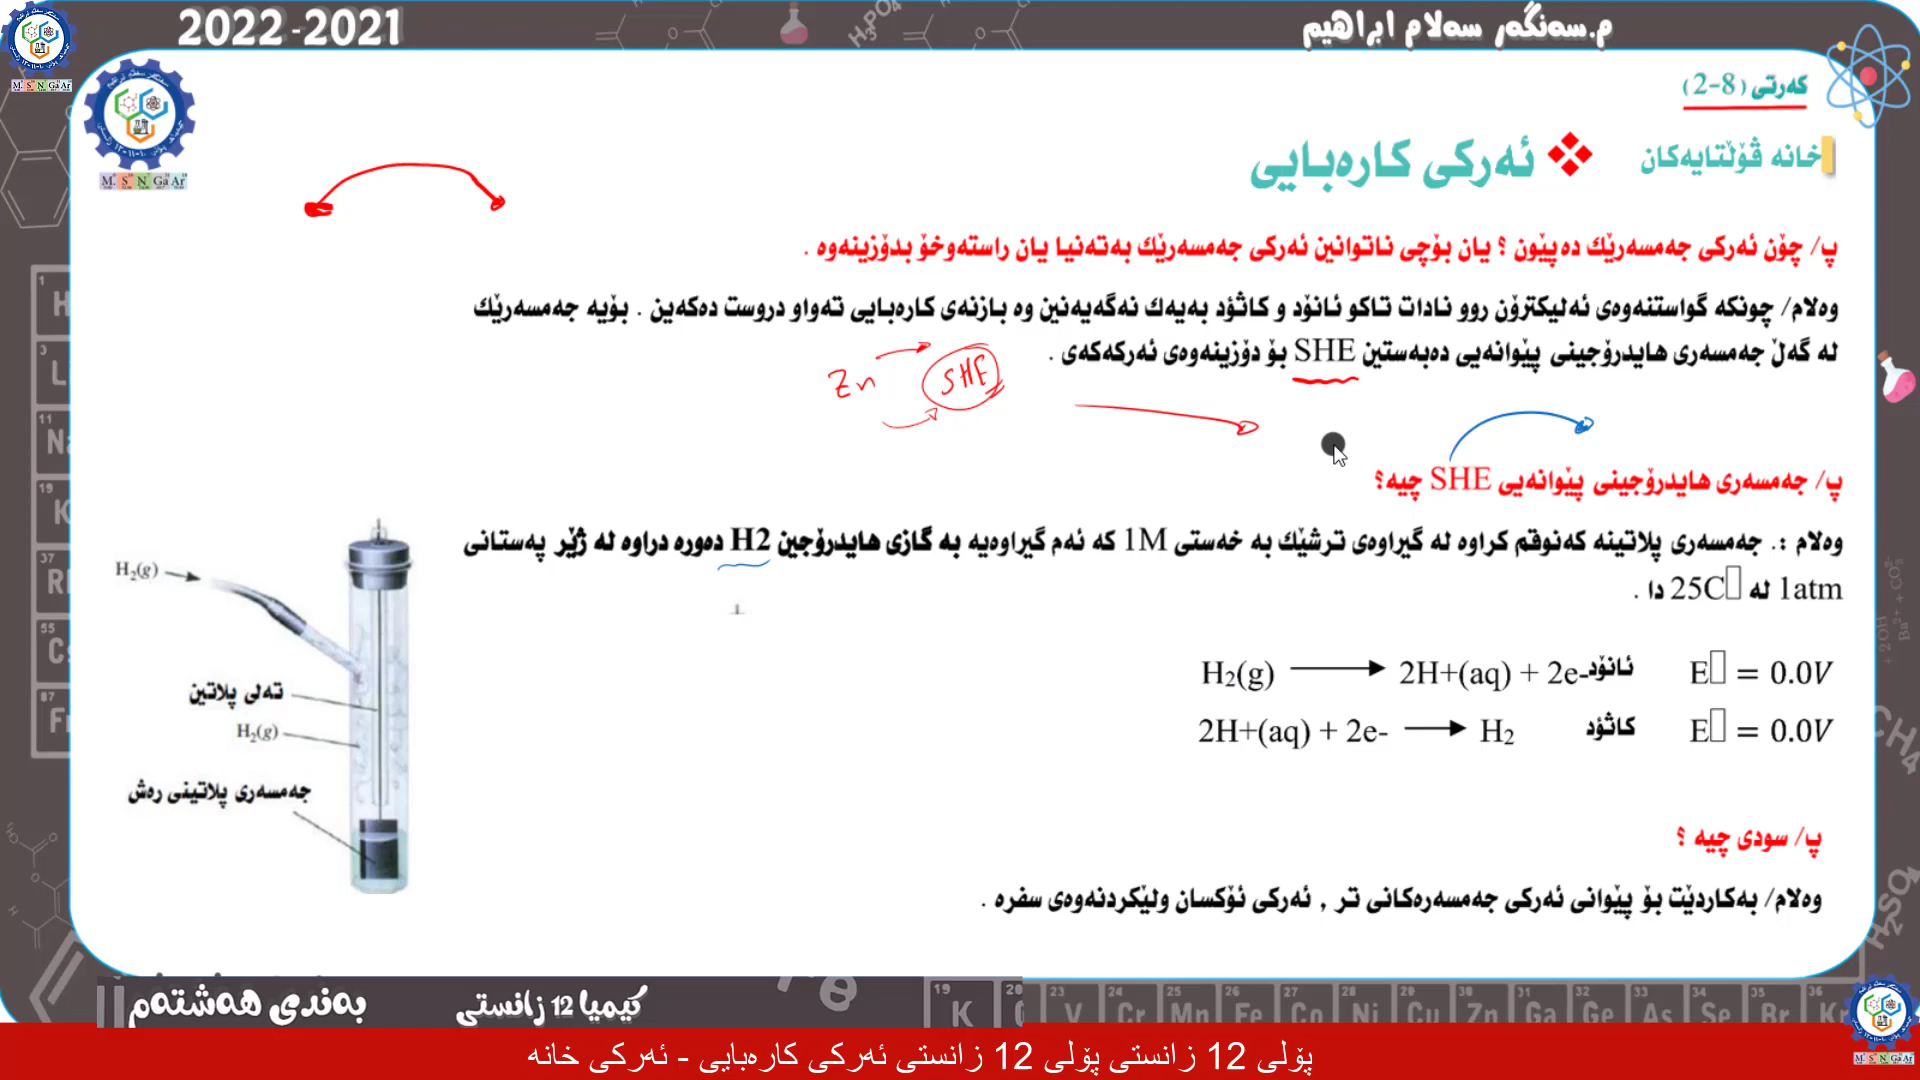 2022 -2021
م.سەنگەر سەلام ابراهیم
کەرتی (8-2)
خانە ڤۆڵتایەکان
ئەرکی کارەبایی
پ/ چۆن ئەرکی جەمسەرێك دەپێون ؟ یان بۆچی ناتوانین ئەرکی جەمسەرێك بەتەنیا یان راستەوخۆ بدۆزینەوە .
وەلام/ چونکە گواستنەوەی ئەلیکترۆن روو نادات تاکو ئانۆد و کاثۆد بەیەك نەگەیەنین وە بازنەی کارەبایی تەواو دروست دەکەین . بۆیە جەمسەرێك
لە گەڵ جەمسەری هایدرۆجینی پێوانەیی دەبەستین SHE بۆ دۆزینەوەی ئەرکەکەی .
Zn SHE
پ/ جەمسەری هایدرۆجینی پێوانەیی SHE چیە؟
وەلام :. جەمسەری پلاتینە کەنوقم کراوە لە گیراوەی ترشێك بە خەستی 1M کە ئەم گیراوەیە بە گازی هایدرۆجین H2 دەورە دراوە لە ژێر پەستانی
1atm لە 25C▯ دا .
H₂(g)
تەلی پلاتین
H₂(g)
جەمسەری پلاتینی رەش
H2(g) ⟶ 2H+(aq) + 2e- ئانۆد E▯ = 0.0V
2H+(aq) + 2e- ⟶ H2 کاثۆد E▯ = 0.0V
پ/ سودی چیە ؟
وەلام/ بەکاردێت بۆ پێوانی ئەرکی جەمسەرەکانی تر , ئەرکی ئۆکسان ولێکردنەوەی سفرە .
بەندی هەشتەم
کیمیا 12 زانستی
پۆلی 12 زانستی پۆلی 12 زانستی ئەرکی کارەبایی - ئەرکی خانە